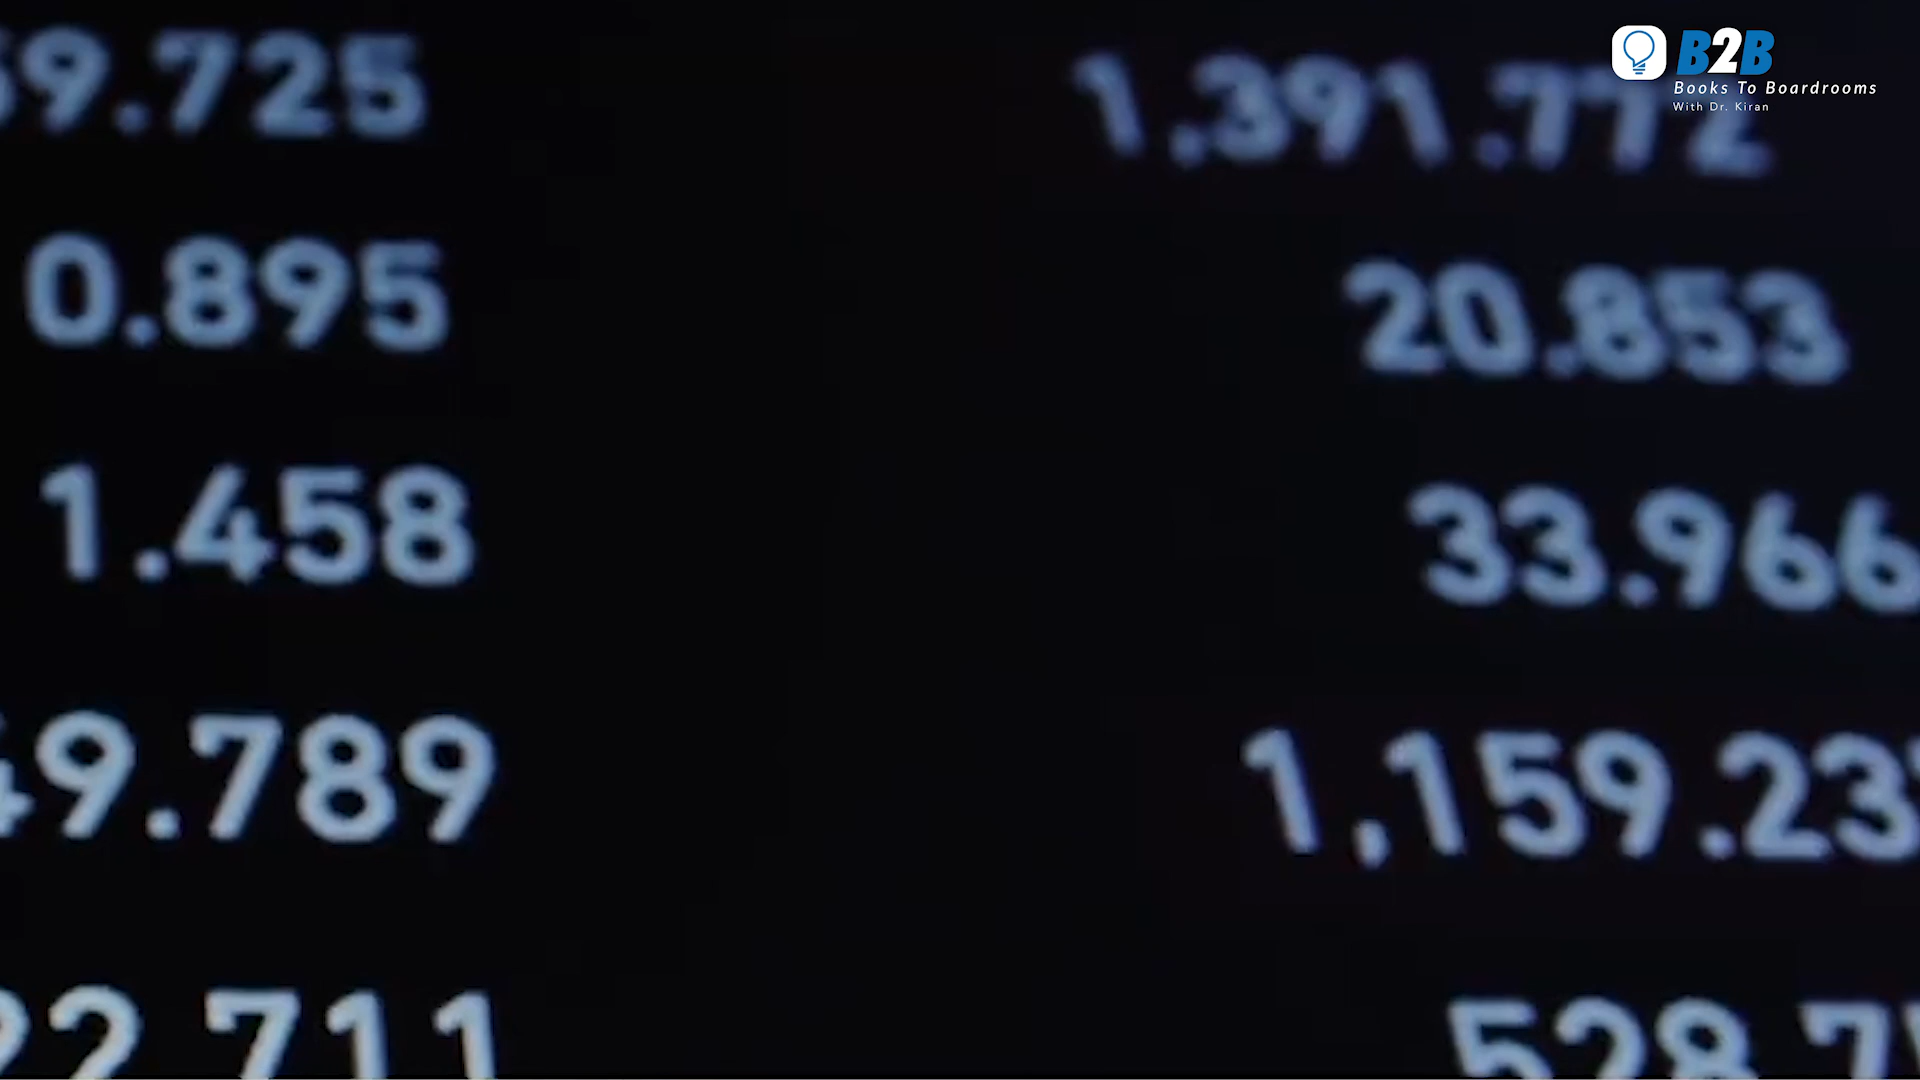 B2B
Books To Boardrooms
With Dr. Kiran
9.725 1,391.772
0.895 20.853
1.458 33.966
49.789 1,159.23
22.711 528.7